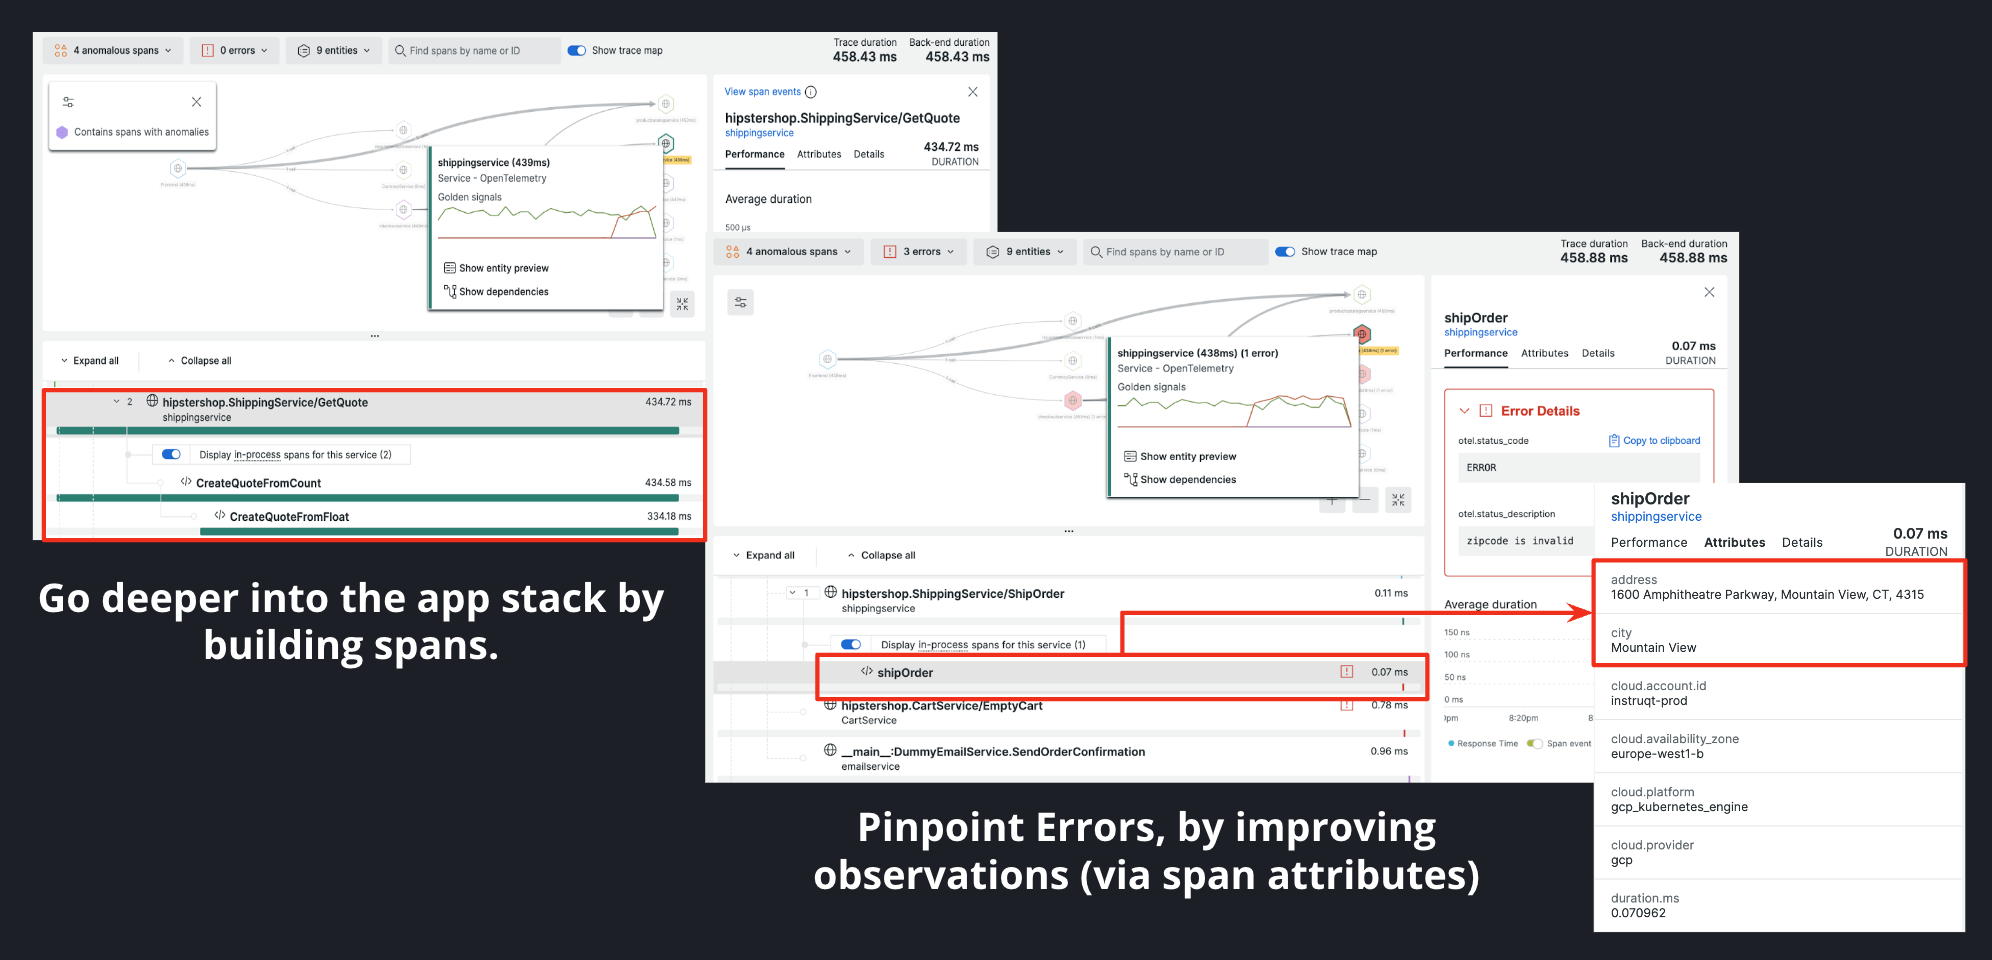 4 anomalous spans
0 errors
9 entities
Find spans by name or ID
Show trace map
Trace duration
458.43 ms
Back-end duration
458.43 ms
Contains spans with anomalies
shippingservice (439ms)
Service - OpenTelemetry
Golden signals
Show entity preview
Show dependencies
View span events
hipstershop.ShippingService/GetQuote
shippingservice
Performance Attributes Details
434.72 ms
DURATION
Average duration
500 µs
Expand all
Collapse all
2 hipstershop.ShippingService/GetQuote 434.72 ms
shippingservice
Display in-process spans for this service (2)
CreateQuoteFromCount 434.58 ms
CreateQuoteFromFloat 334.18 ms
Go deeper into the app stack by
building spans.
4 anomalous spans
3 errors
9 entities
Find spans by name or ID
Show trace map
Trace duration
458.88 ms
Back-end duration
458.88 ms
shippingservice (438ms) (1 error)
Service - OpenTelemetry
Golden signals
Show entity preview
Show dependencies
shipOrder
shippingservice
Performance Attributes Details
0.07 ms
DURATION
Error Details
otel.status_code
Copy to clipboard
ERROR
otel.status_description
zipcode is invalid
Average duration
150 ns
100 ns
50 ns
0 ms
8:20pm
Response Time
Span event
Expand all
Collapse all
1 hipstershop.ShippingService/ShipOrder 0.11 ms
shippingservice
Display in-process spans for this service (1)
shipOrder 0.07 ms
hipstershop.CartService/EmptyCart 0.78 ms
CartService
__main__:DummyEmailService.SendOrderConfirmation 0.96 ms
emailservice
Pinpoint Errors, by improving
observations (via span attributes)
shipOrder
shippingservice
0.07 ms
Performance Attributes Details
DURATION
address
1600 Amphitheatre Parkway, Mountain View, CT, 4315
city
Mountain View
cloud.account.id
instruqt-prod
cloud.availability_zone
europe-west1-b
cloud.platform
gcp_kubernetes_engine
cloud.provider
gcp
duration.ms
0.070962